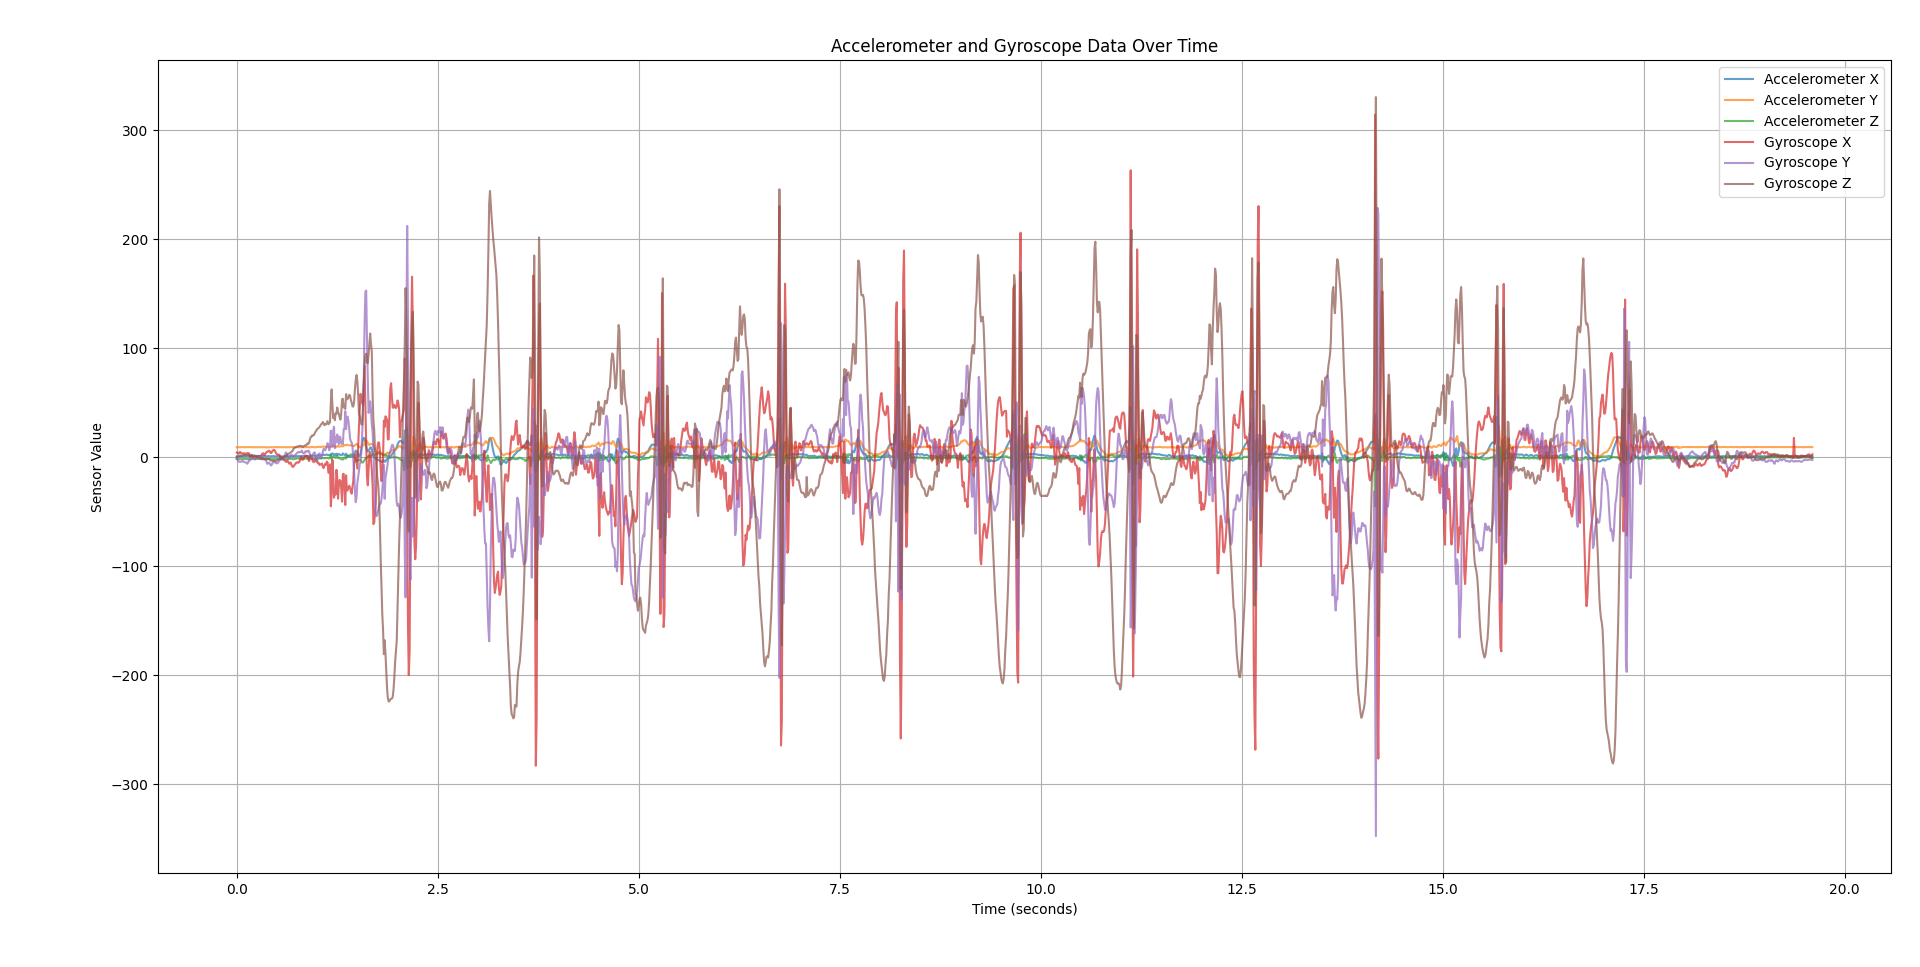 Accelerometer and Gyroscope Data Over Time
Accelerometer X
Accelerometer Y
Accelerometer Z
Gyroscope X
Gyroscope Y
Gyroscope Z
300
200
100
0
−100
−200
−300
Sensor Value
0.0 2.5 5.0 7.5 10.0 12.5 15.0 17.5 20.0
Time (seconds)